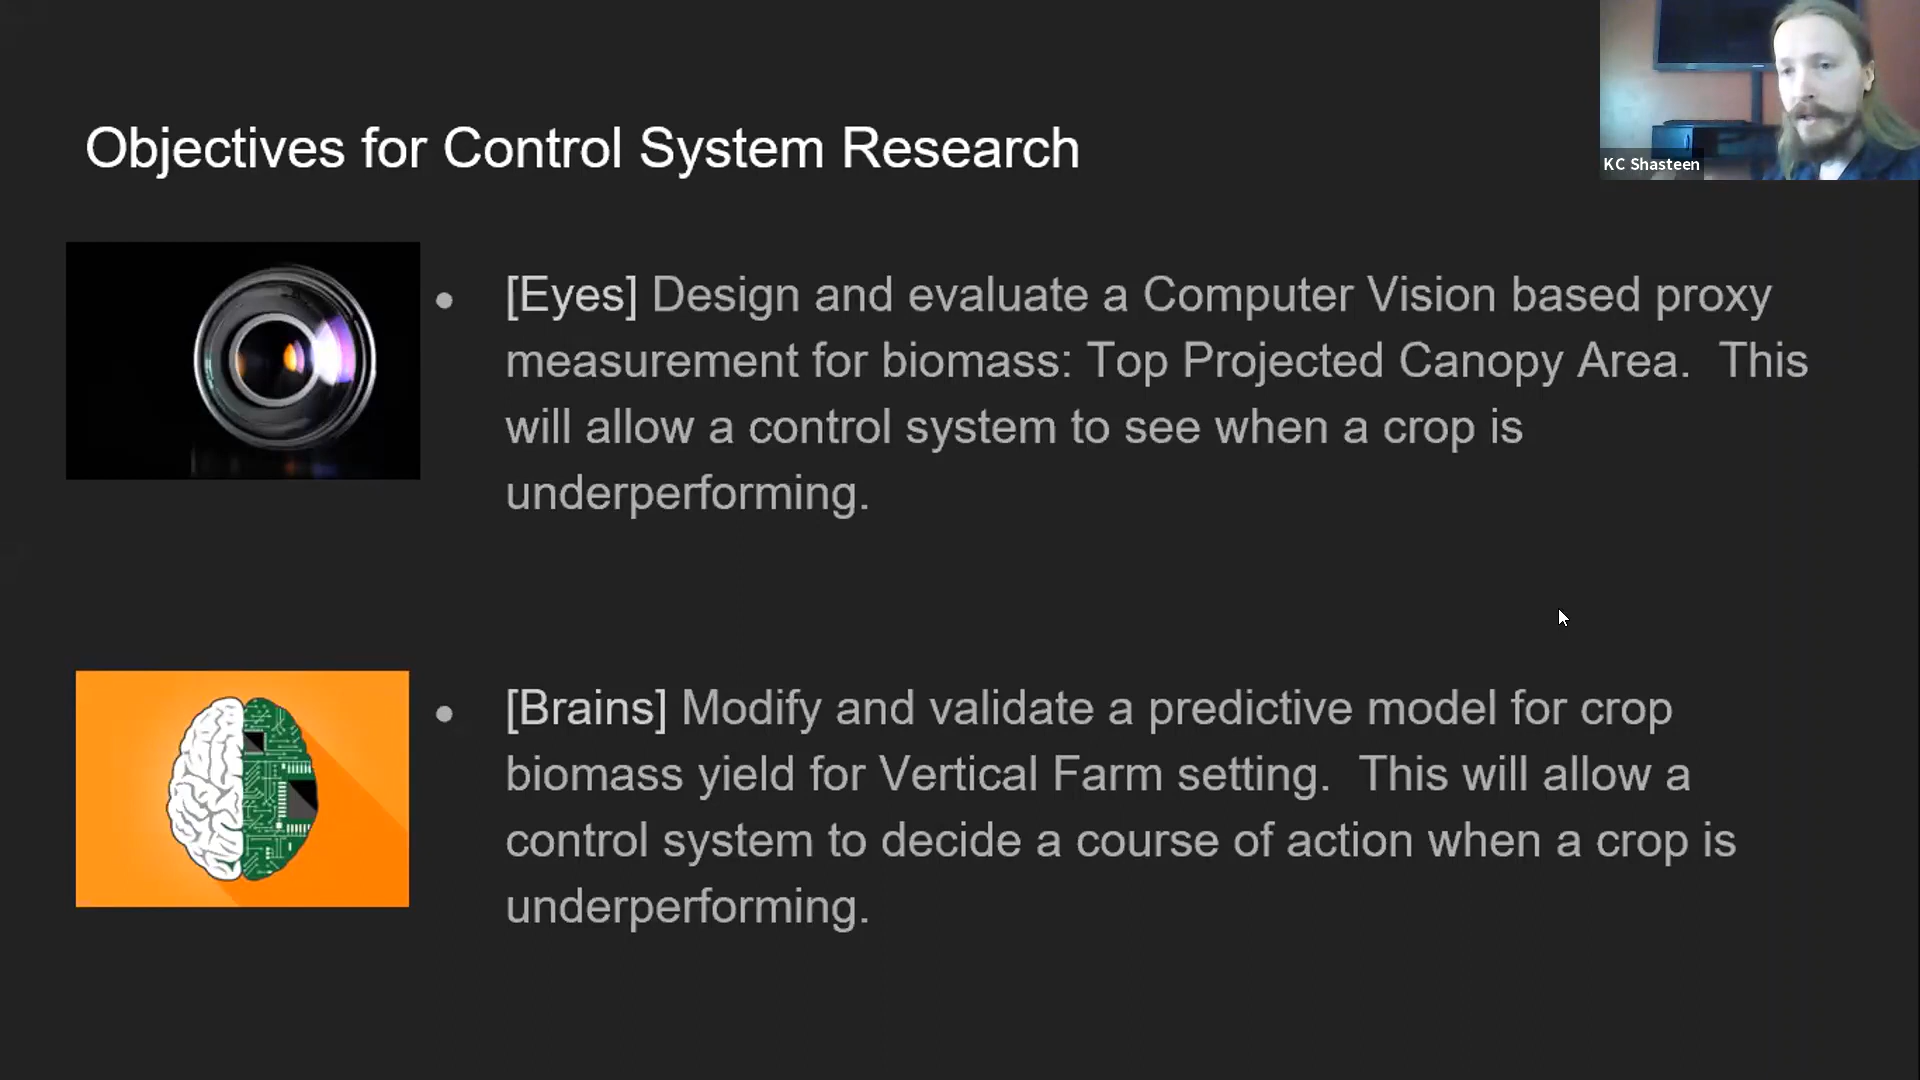 Objectives for Control System Research
KC Shasteen
• [Eyes] Design and evaluate a Computer Vision based proxy
measurement for biomass: Top Projected Canopy Area.  This
will allow a control system to see when a crop is
underperforming.
• [Brains] Modify and validate a predictive model for crop
biomass yield for Vertical Farm setting.  This will allow a
control system to decide a course of action when a crop is
underperforming.